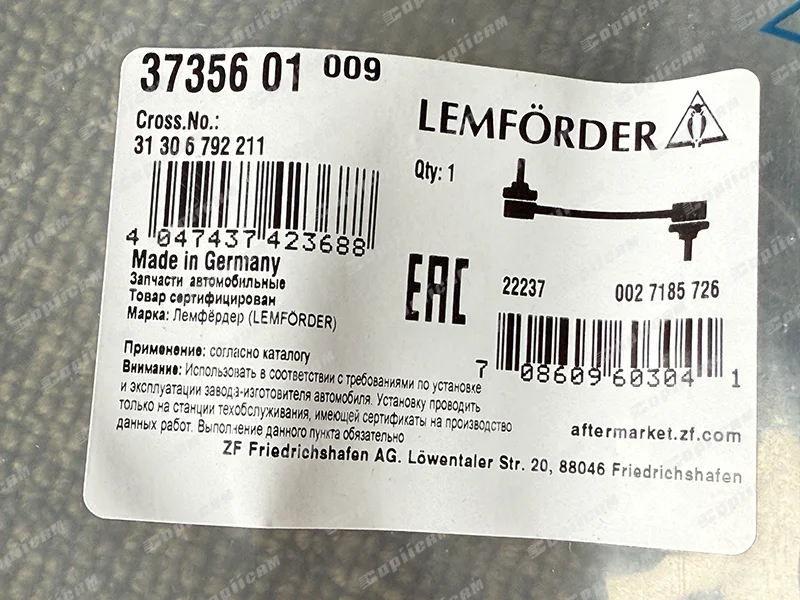 37356 01 009
LEMFÖRDER
Cross.No.:
31 30 6 792 211
Qty: 1
4 047437 423688
Made in Germany
Запчасти автомобильные
Товар сертифицирован
Марка: Лемфёрдер (LEMFÖRDER)
EAC
22237 002 7185 726
7 08609 60304 1
Применение: согласно каталогу
Внимание: Использовать в соответствии с требованиями по установке
и эксплуатации завода-изготовителя автомобиля. Установку проводить
только на станции техобслуживания, имеющей сертификаты на производство
данных работ. Выполнение данного пункта обязательно
aftermarket.zf.com
ZF Friedrichshafen AG. Löwentaler Str. 20, 88046 Friedrichshafen